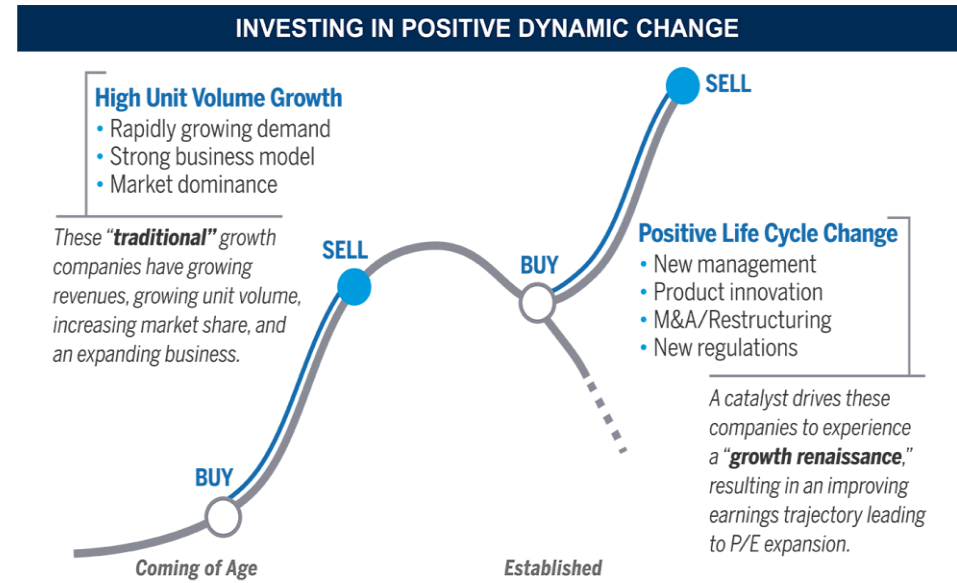 INVESTING IN POSITIVE DYNAMIC CHANGE
High Unit Volume Growth
• Rapidly growing demand
• Strong business model
• Market dominance
These “traditional” growth
companies have growing
revenues, growing unit volume,
increasing market share, and
an expanding business.
BUY
SELL
BUY
SELL
Positive Life Cycle Change
• New management
• Product innovation
• M&A/Restructuring
• New regulations
A catalyst drives these
companies to experience
a “growth renaissance,”
resulting in an improving
earnings trajectory leading
to P/E expansion.
Coming of Age
Established